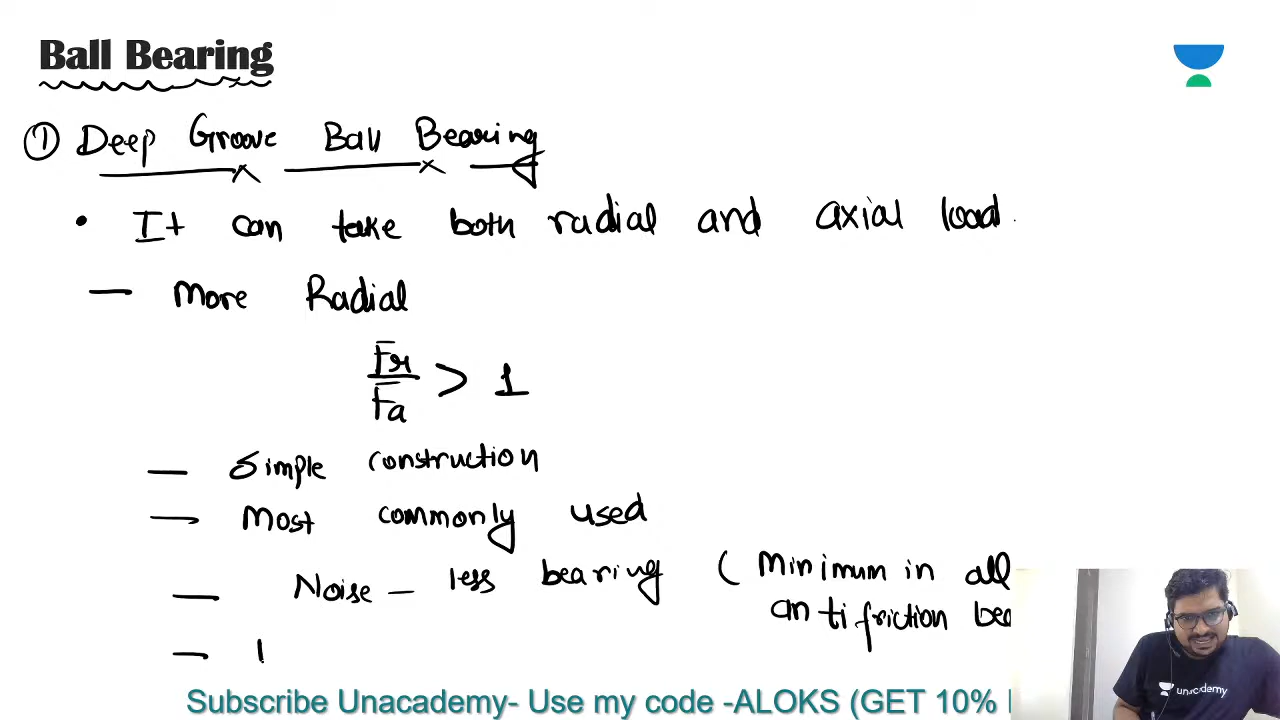 Ball Bearing
① Deep Groove Ball Bearing
• It can take both radial and axial load.
— More Radial
Fr/Fa > 1
— Simple construction
— Most commonly used
— Noise - less bearing ( Minimum in all
antifriction
—
unacademy
Subscribe Unacademy- Use my code -ALOKS (GET 10%